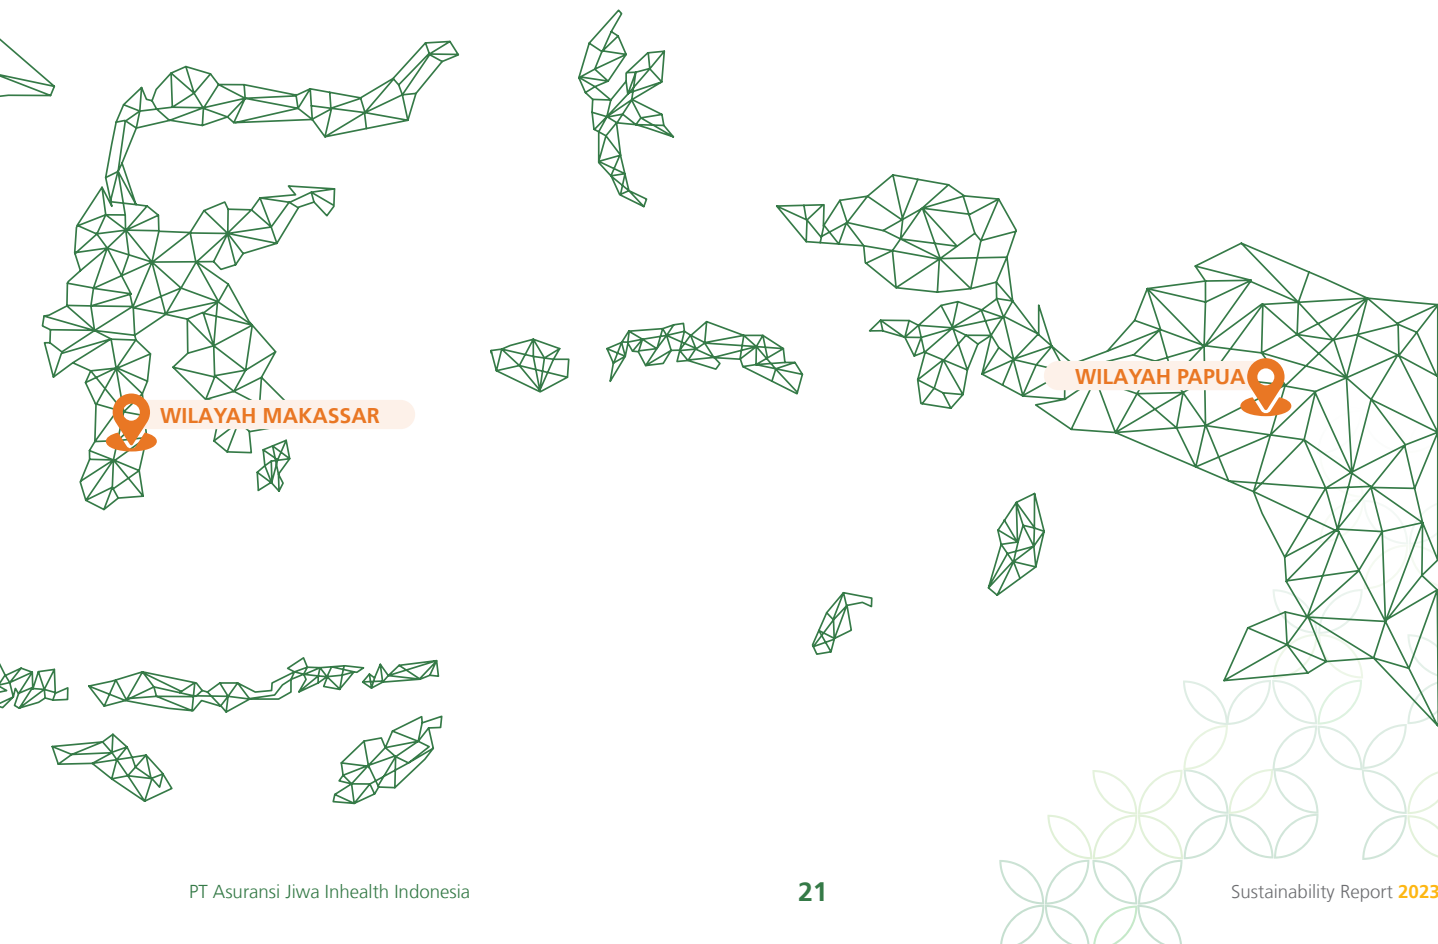 WILAYAH PAPUA
WILAYAH MAKASSAR
PT Asuransi Jiwa Inhealth Indonesia
21
Sustainability Report 2023